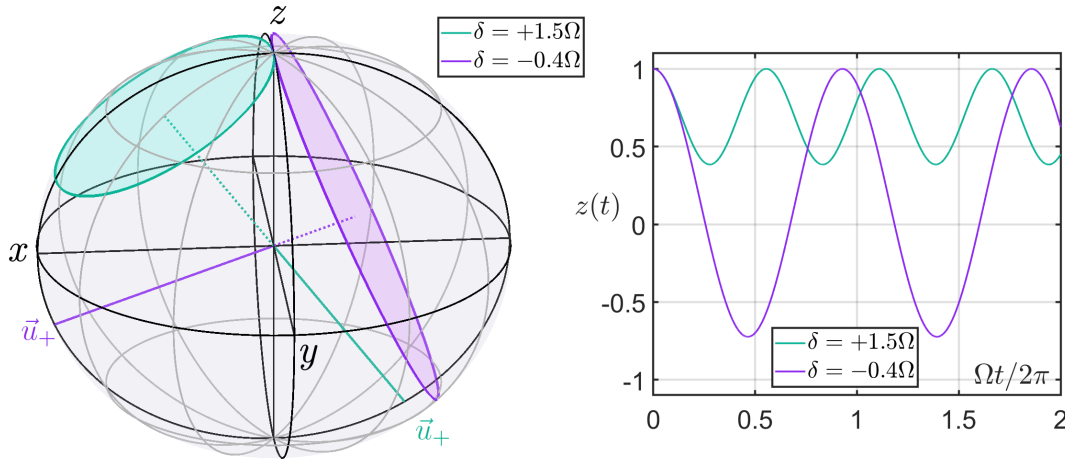 z
δ = +1.5Ω
δ = −0.4Ω
x
y
u⃗₊
u⃗₊
1
0.5
0
-0.5
-1
z(t)
δ = +1.5Ω
δ = −0.4Ω
Ωt/2π
0
0.5
1
1.5
2